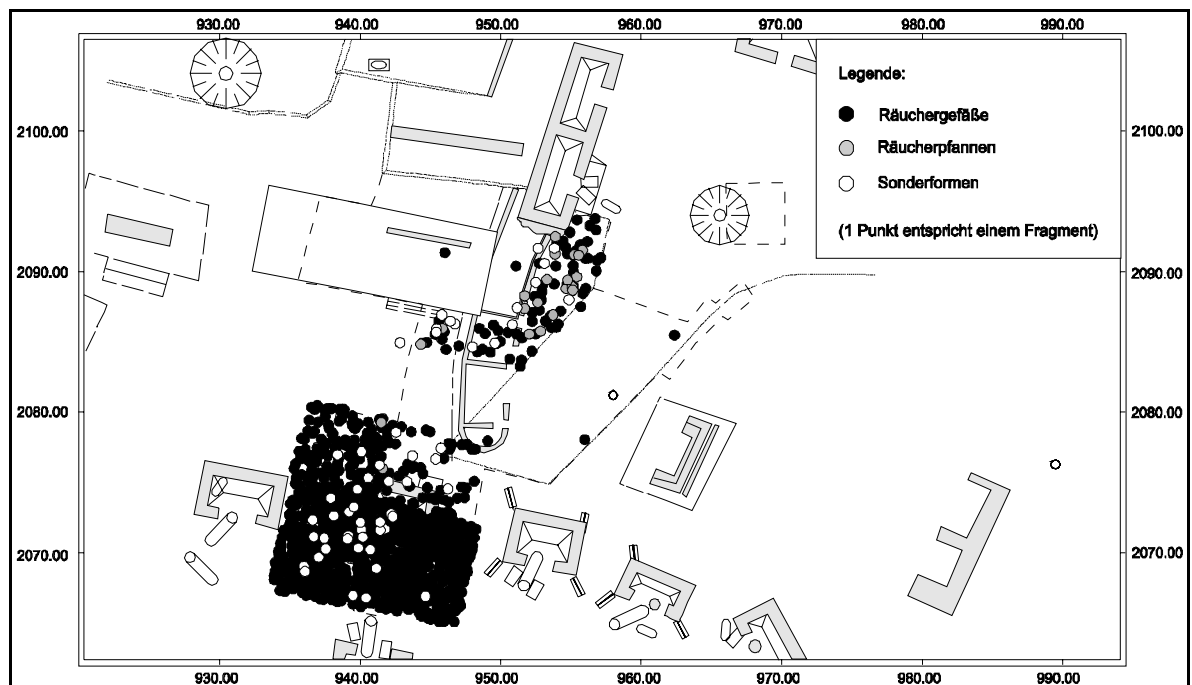 930.00 940.00 950.00 960.00 970.00 980.00 990.00
Legende:
Räuchergefäße
Räucherpfannen
Sonderformen
(1 Punkt entspricht einem Fragment)
2100.00 2100.00
2090.00 2090.00
2080.00 2080.00
2070.00 2070.00
930.00 940.00 950.00 960.00 970.00 980.00 990.00